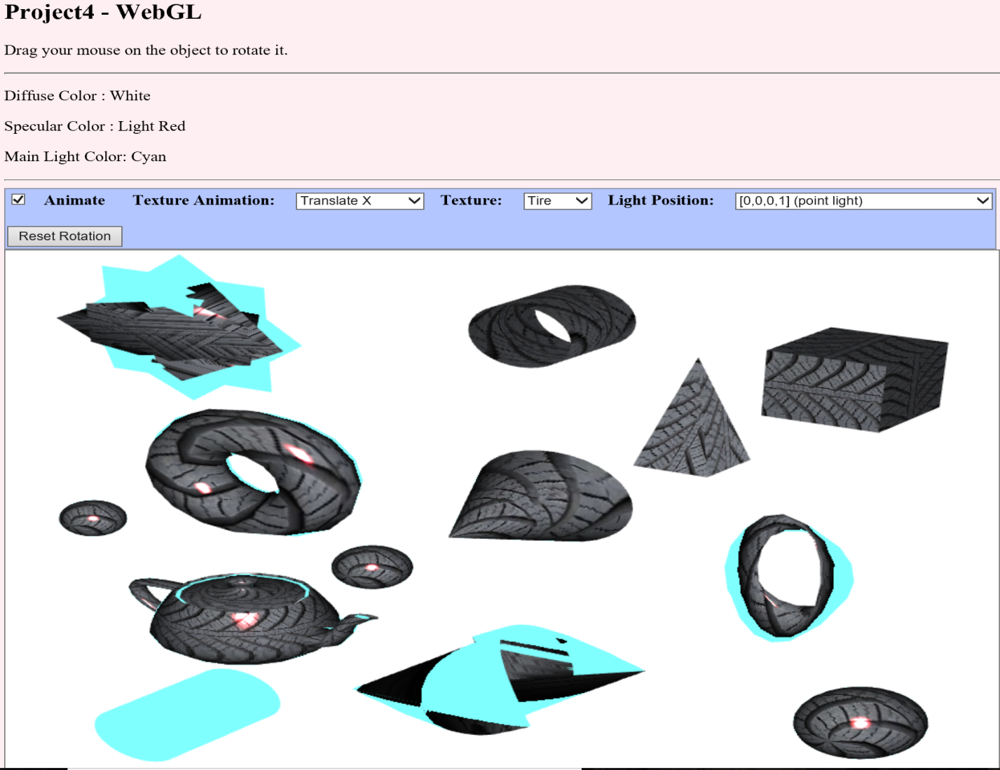 Project4 - WebGL
Drag your mouse on the object to rotate it.
Diffuse Color : White
Specular Color : Light Red
Main Light Color: Cyan
Animate Texture Animation: Translate X Texture: Tire Light Position: [0,0,0,1] (point light)
Reset Rotation